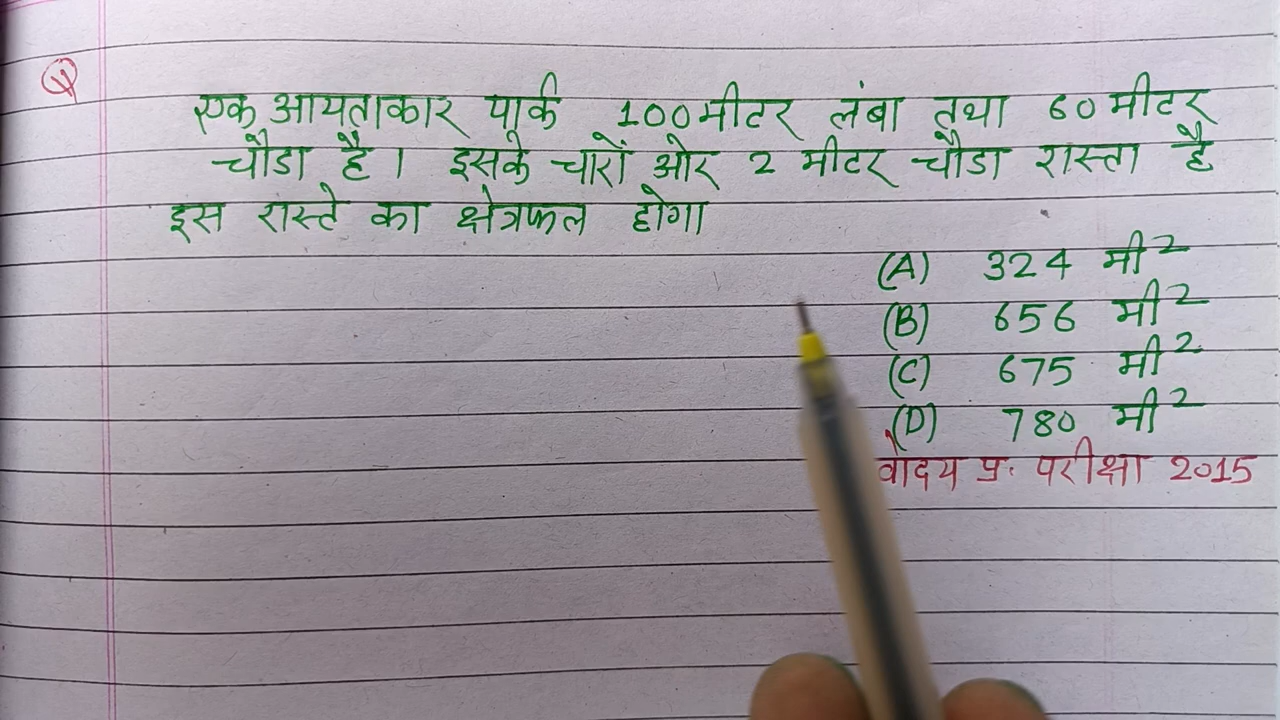 Q
एक आयताकार पार्क 100 मीटर लंबा तथा 60 मीटर
चौडा है। इसके चारों ओर 2 मीटर चौडा रास्ता है
इस रास्ते का क्षेत्रफल होगा
(A) 324 मी²
(B) 656 मी²
(C) 675 मी²
(D) 780 मी²
प्र. परीक्षा 2015